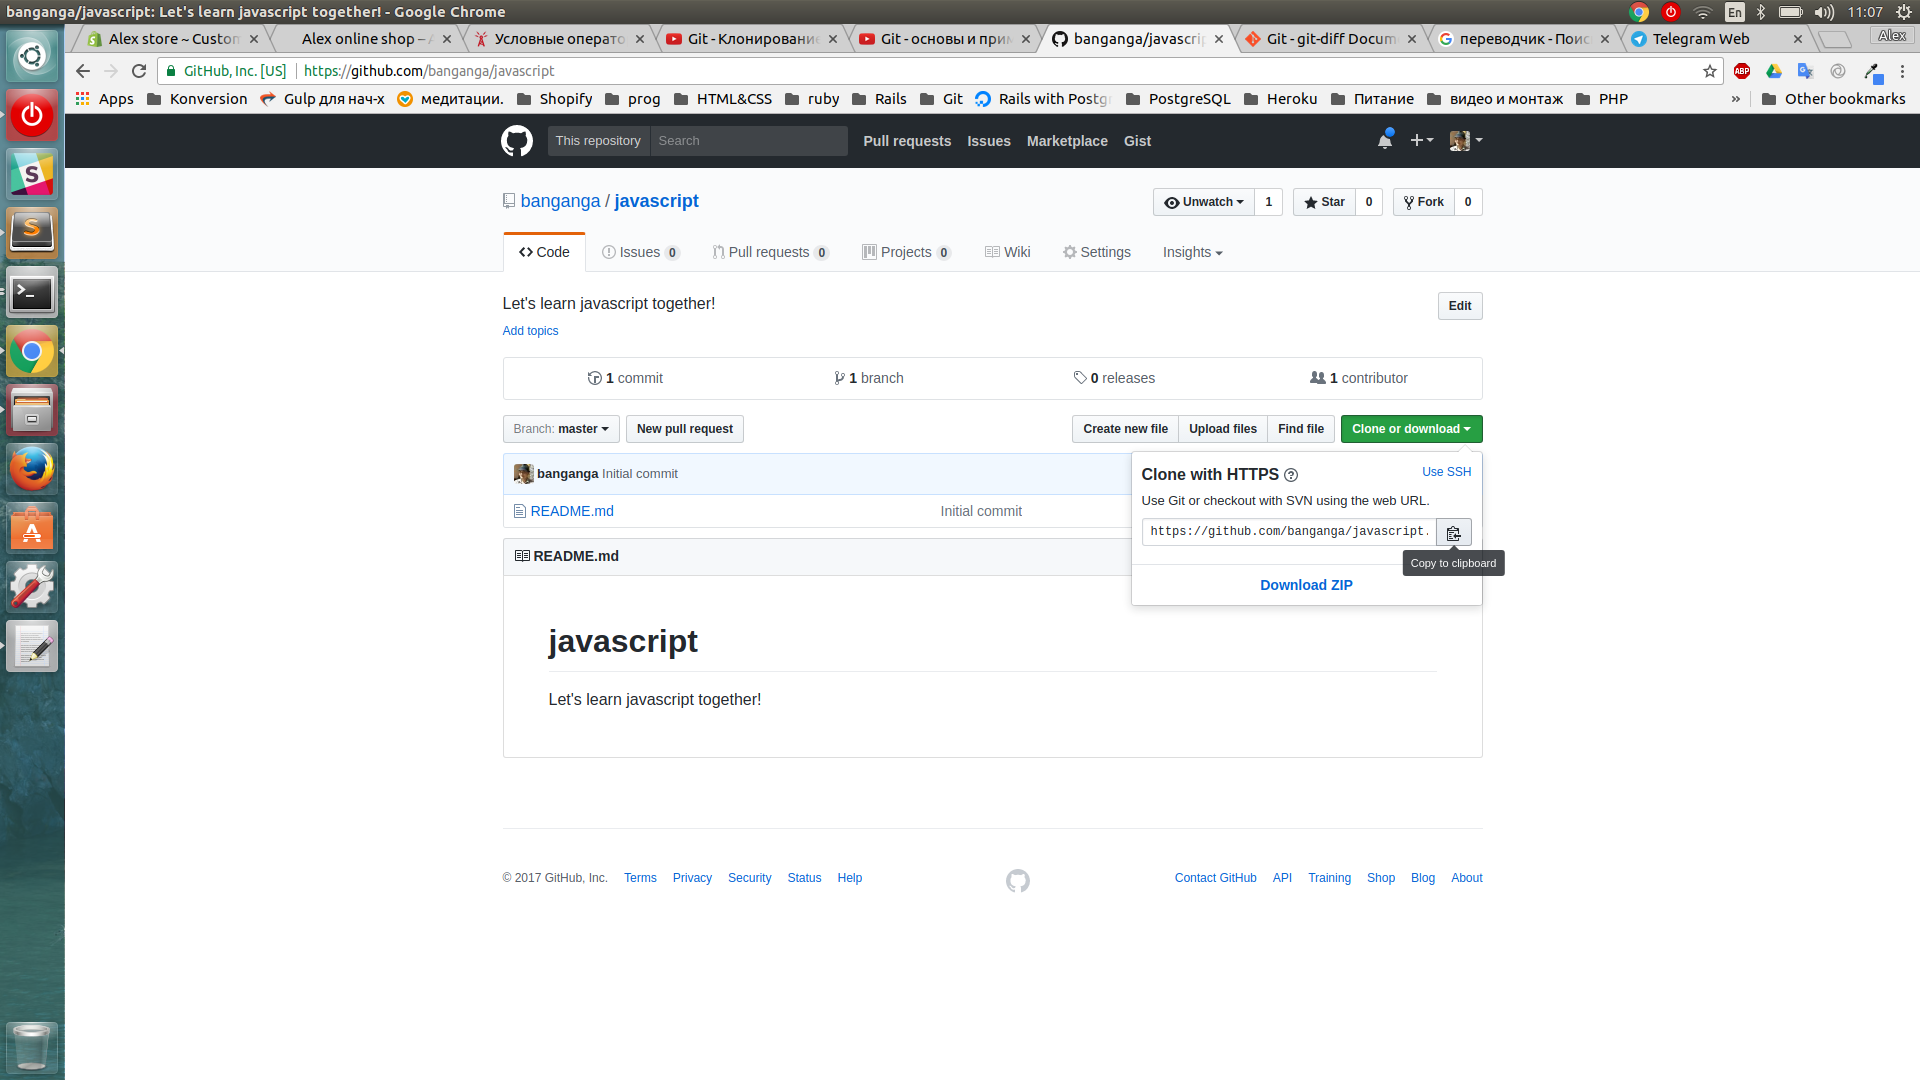 banganga/javascript: Let's learn javascript together! - Google Chrome
En
11:07
Alex store ~ Custom
Alex online shop – A
Условные операто
Git - Клонирование
Git - основы и прин
banganga/javascrip
Git - git-diff Docum
переводчик - Поис
Telegram Web
Alex
GitHub, Inc. [US]
https://github.com/banganga/javascript
ABP
Apps
Konversion
Gulp для нач-х
медитации.
Shopify
prog
HTML&CSS
ruby
Rails
Git
Rails with Postgr
PostgreSQL
Heroku
Питание
видео и монтаж
PHP
»
Other bookmarks
This repository
Search
Pull requests
Issues
Marketplace
Gist
banganga / javascript
Unwatch 1
Star 0
Fork 0
Code
Issues 0
Pull requests 0
Projects 0
Wiki
Settings
Insights
Let's learn javascript together!
Edit
Add topics
1 commit
1 branch
0 releases
1 contributor
Branch: master
New pull request
Create new file
Upload files
Find file
Clone or download
banganga Initial commit
README.md
Initial commit
Clone with HTTPS
Use SSH
Use Git or checkout with SVN using the web URL.
https://github.com/banganga/javascript.
Copy to clipboard
Download ZIP
README.md
javascript
Let's learn javascript together!
© 2017 GitHub, Inc.
Terms
Privacy
Security
Status
Help
Contact GitHub
API
Training
Shop
Blog
About